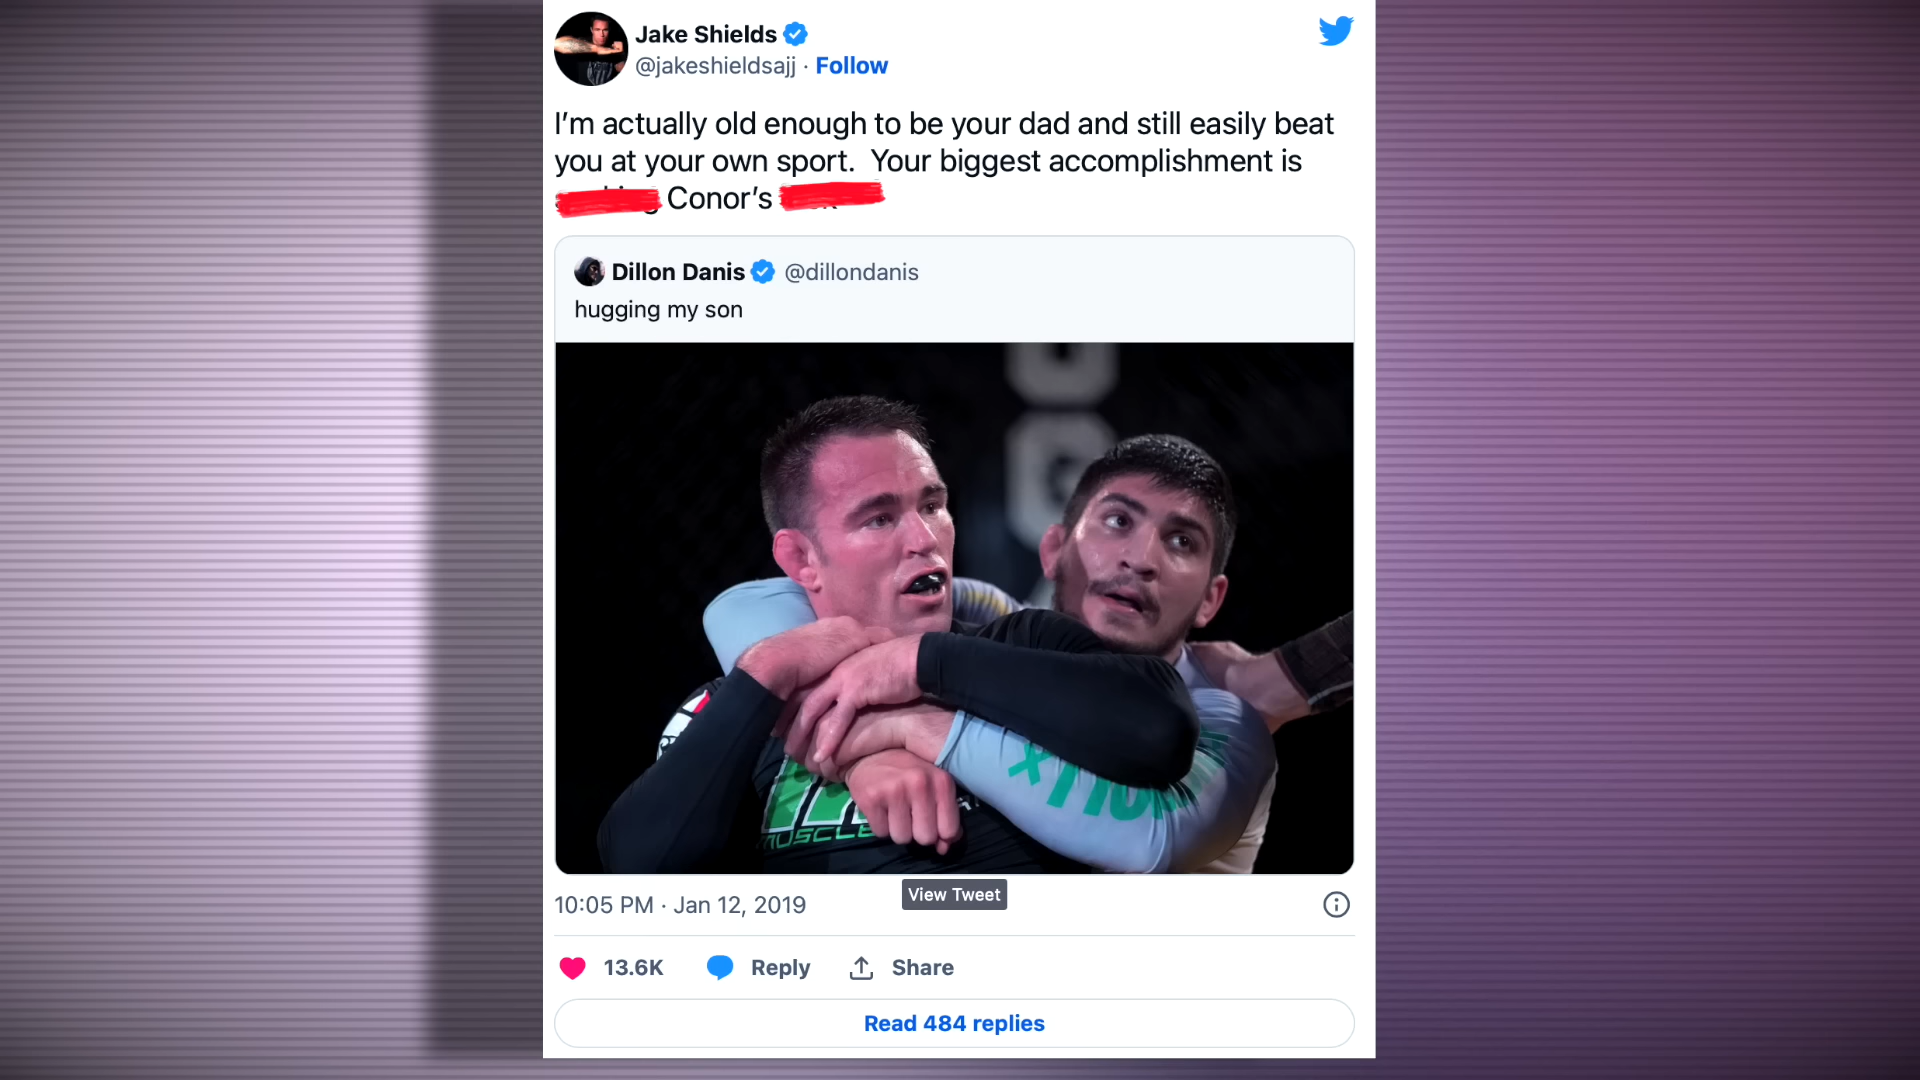 Jake Shields
@jakeshieldsajj · Follow
I'm actually old enough to be your dad and still easily beat
you at your own sport.  Your biggest accomplishment is
Conor's
Dillon Danis @dillondanis
hugging my son
MUSCLE
View Tweet
10:05 PM · Jan 12, 2019
13.6K Reply Share
Read 484 replies